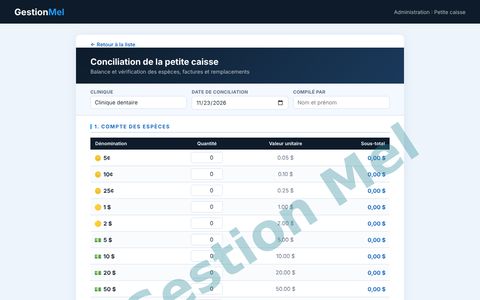 GestionMel
Administration | Petite caisse
← Retour à la liste
Conciliation de la petite caisse
Balance et vérification des espèces, factures et remplacements
CLINIQUE DATE DE CONCILIATION COMPILÉ PAR
Clinique dentaire 11/23/2026 Nom et prénom
1. COMPTE DES ESPÈCES
Dénomination Quantité Valeur unitaire Sous-total
5¢ 0 0.05 $ 0,00 $
10¢ 0 0.10 $ 0,00 $
25¢ 0 0.25 $ 0,00 $
1 $ 0 1.00 $ 0,00 $
2 $ 0 2.00 $ 0,00 $
5 $ 0 5.00 $ 0,00 $
10 $ 0 10.00 $ 0,00 $
20 $ 0 20.00 $ 0,00 $
50 $ 0 50.00 $ 0,00 $
Gestion Mel